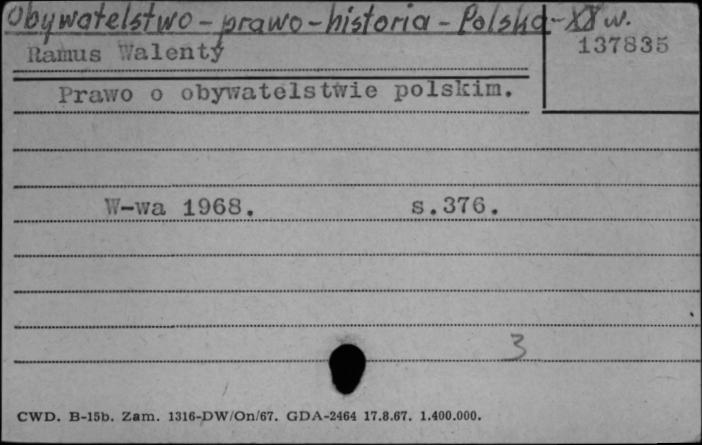 Obywatelstwo - prawo - historia - Polska - XX w.
137835
Ramus Walenty
Prawo o obywatelstwie polskim.
W-wa 1968. s.376.
3
CWD. B-15b. Zam. 1316-DW/On/67. GDA-2464 17.8.67. 1.400.000.